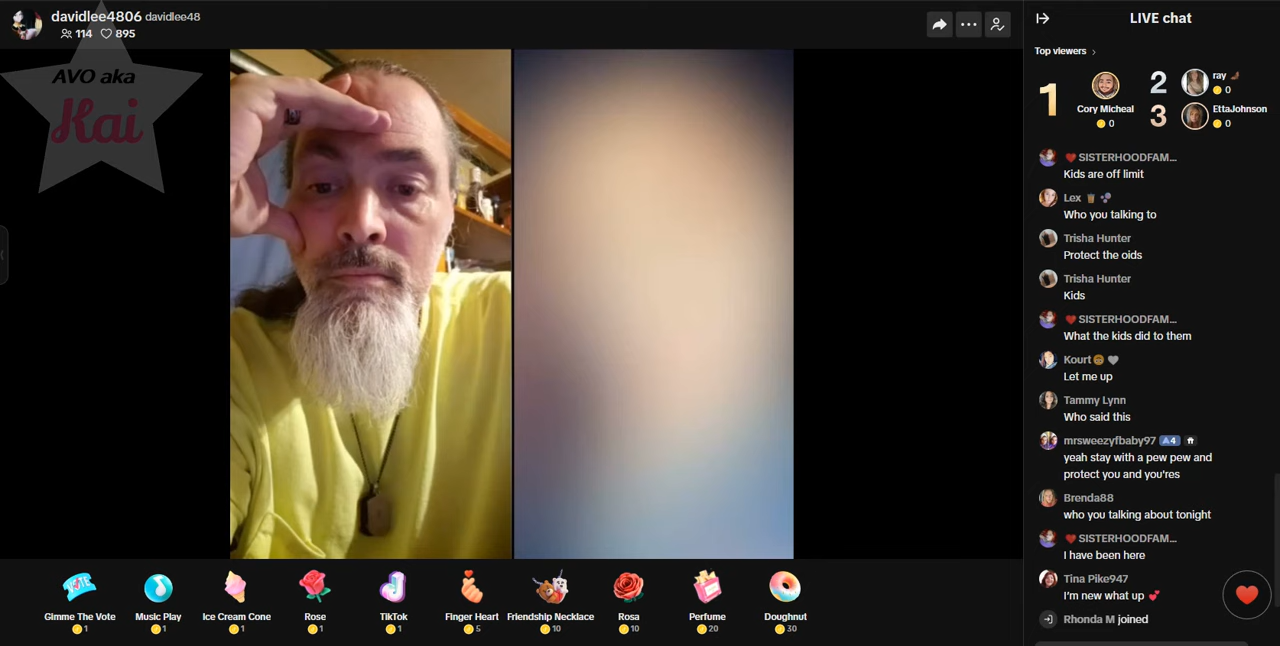 davidlee4806 davidlee48
114 895
AVO aka
Kai
LIVE chat
Top viewers
1
Cory Micheal
0
2
ray
0
3
EttaJohnson
0
SISTERHOODFAM...
Kids are off limit
Lex
Who you talking to
Trisha Hunter
Protect the oids
Trisha Hunter
Kids
SISTERHOODFAM...
What the kids did to them
Kourt
Let me up
Tammy Lynn
Who said this
mrsweezyfbaby97 4
yeah stay with a pew pew and
protect you and you'res
Brenda88
who you talking about tonight
SISTERHOODFAM...
I have been here
Tina Pike947
I'm new what up
Rhonda M joined
VOTE
Gimme The Vote
1
Music Play
1
Ice Cream Cone
1
Rose
1
TikTok
1
Finger Heart
5
Friendship Necklace
10
Rosa
10
Perfume
20
Doughnut
30